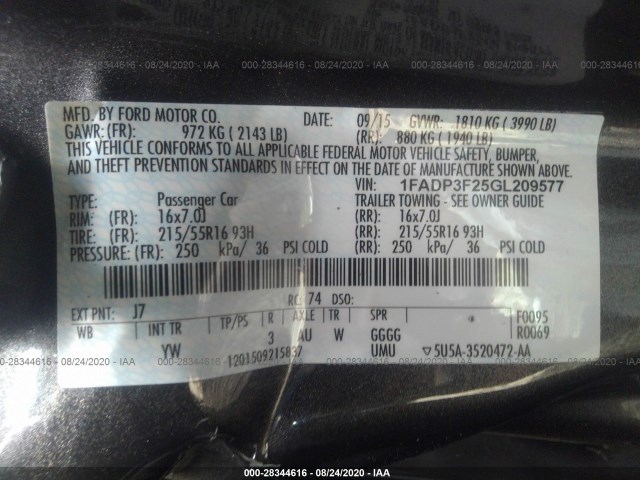 000-28344616 - 08/24/2020 - IAA
MFD. BY FORD MOTOR CO. DATE: 09/15 GVWR: 1810 KG ( 3990 LB)
GAWR: (FR): 972 KG ( 2143 LB) (RR): 880 KG ( 1940 LB)
THIS VEHICLE CONFORMS TO ALL APPLICABLE FEDERAL MOTOR VEHICLE SAFETY, BUMPER,
AND THEFT PREVENTION STANDARDS IN EFFECT ON THE DATE OF MANUFACTURE SHOWN ABOVE.
VIN: 1FADP3F25GL209577
TYPE: Passenger Car TRAILER TOWING - SEE OWNER GUIDE
RIM: (FR): 16x7.0J (RR): 16x7.0J
TIRE: (FR): 215/55R16 93H (RR): 215/55R16 93H
PRESSURE: (FR): 250 kPa/ 36 PSI COLD (RR): 250 kPa/ 36 PSI COLD
RC: 74 DSO:
EXT PNT: J7 F0095
WB INT TR TP/PS R AXLE TR SPR R0069
YW 3 AU W GGGG
1201509215837 UMU ▽5U5A-3520472-AA
000-28344616 - 08/24/2020 - IAA